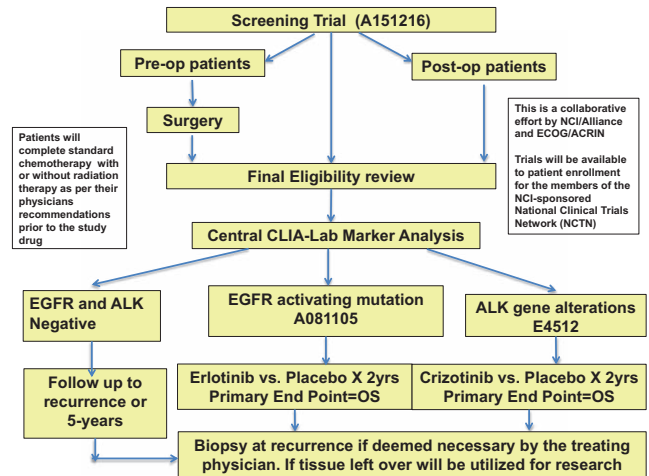 Screening Trial (A151216)
Pre-op patients
Post-op patients
Surgery
Patients will
complete standard
chemotherapy with
or without radiation
therapy as per their
physicians
recommendations
prior to the study
drug
This is a collaborative
effort by NCI/Alliance
and ECOG/ACRIN
Trials will be available
to patient enrollment
for the members of the
NCI-sponsored
National Clinical Trials
Network (NCTN)
Final Eligibility review
Central CLIA-Lab Marker Analysis
EGFR and ALK
Negative
EGFR activating mutation
A081105
ALK gene alterations
E4512
Follow up to
recurrence or
5-years
Erlotinib vs. Placebo X 2yrs
Primary End Point=OS
Crizotinib vs. Placebo X 2yrs
Primary End Point=OS
Biopsy at recurrence if deemed necessary by the treating
physician. If tissue left over will be utilized for research